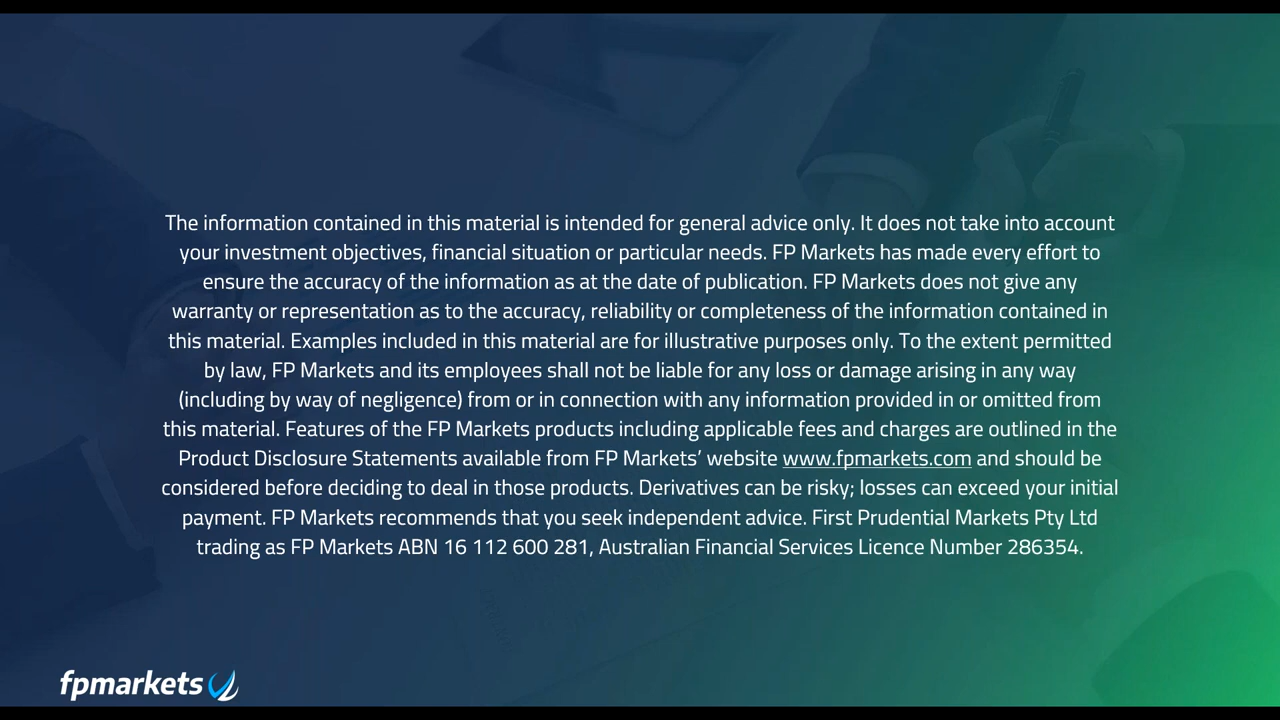 The information contained in this material is intended for general advice only. It does not take into account
your investment objectives, financial situation or particular needs. FP Markets has made every effort to
ensure the accuracy of the information as at the date of publication. FP Markets does not give any
warranty or representation as to the accuracy, reliability or completeness of the information contained in
this material. Examples included in this material are for illustrative purposes only. To the extent permitted
by law, FP Markets and its employees shall not be liable for any loss or damage arising in any way
(including by way of negligence) from or in connection with any information provided in or omitted from
this material. Features of the FP Markets products including applicable fees and charges are outlined in the
Product Disclosure Statements available from FP Markets’ website www.fpmarkets.com and should be
considered before deciding to deal in those products. Derivatives can be risky; losses can exceed your initial
payment. FP Markets recommends that you seek independent advice. First Prudential Markets Pty Ltd
trading as FP Markets ABN 16 112 600 281, Australian Financial Services Licence Number 286354.
fpmarkets